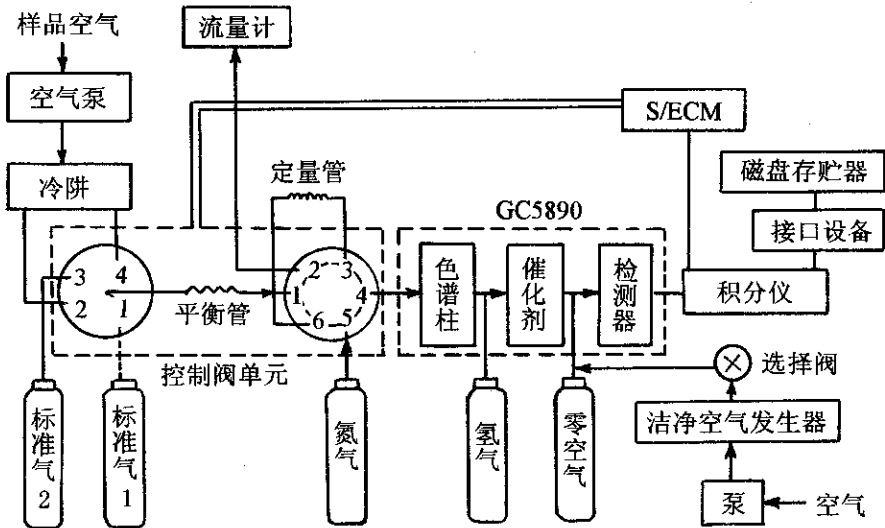 样品空气
流量计
空气泵
S/ECM
冷阱
定量管
磁盘存贮器
GC5890
接口设备
3 4
2 1
平衡管
2 3
1 4
6 5
色谱柱
催化剂
检测器
积分仪
控制阀单元
选择阀
标准气2
标准气1
氮气
氢气
零空气
洁净空气发生器
泵
空气